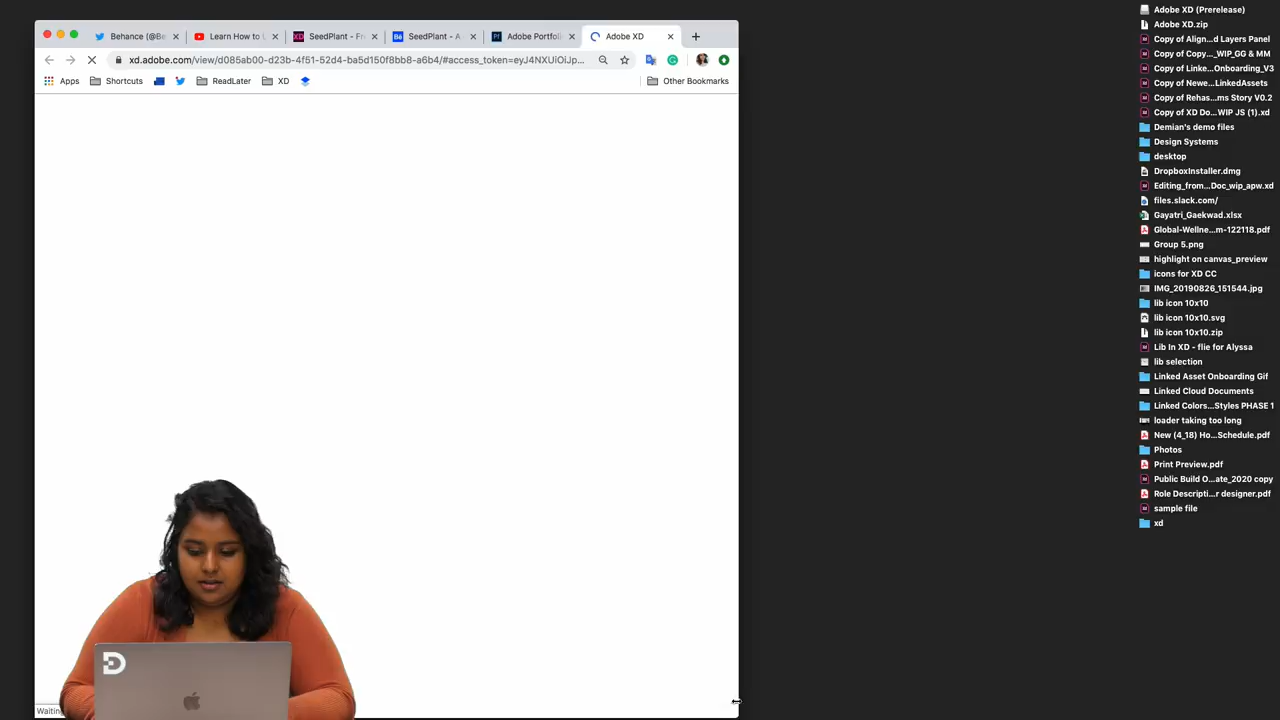 Behance (@Be
Learn How to U
SeedPlant - Fre
SeedPlant - A
Adobe Portfolio
Adobe XD
xd.adobe.com/view/d085ab00-d23b-4f51-52d4-ba5d150f8bb8-a6b4/#access_token=eyJ4NXUiOiJp...
Apps
Shortcuts
ReadLater
XD
Other Bookmarks
Adobe XD (Prerelease)
Adobe XD.zip
Copy of Align...d Layers Panel
Copy of Copy..._WIP_GG & MM
Copy of Linke...Onboarding_V3
Copy of Newe...LinkedAssets
Copy of Rehas...ms Story V0.2
Copy of XD Do...WIP JS (1).xd
Demian's demo files
Design Systems
desktop
DropboxInstaller.dmg
Editing_from...Doc_wip_apw.xd
files.slack.com/
Gayatri_Gaekwad.xlsx
Global-Wellne...m-122118.pdf
Group 5.png
highlight on canvas_preview
icons for XD CC
IMG_20190826_151544.jpg
lib icon 10x10
lib icon 10x10.svg
lib icon 10x10.zip
Lib In XD - flie for Alyssa
lib selection
Linked Asset Onboarding Gif
Linked Cloud Documents
Linked Colors...Styles PHASE 1
loader taking too long
New (4_18) Ho...Schedule.pdf
Photos
Print Preview.pdf
Public Build O...ate_2020 copy
Role Descripti...r designer.pdf
sample file
xd
Waiting